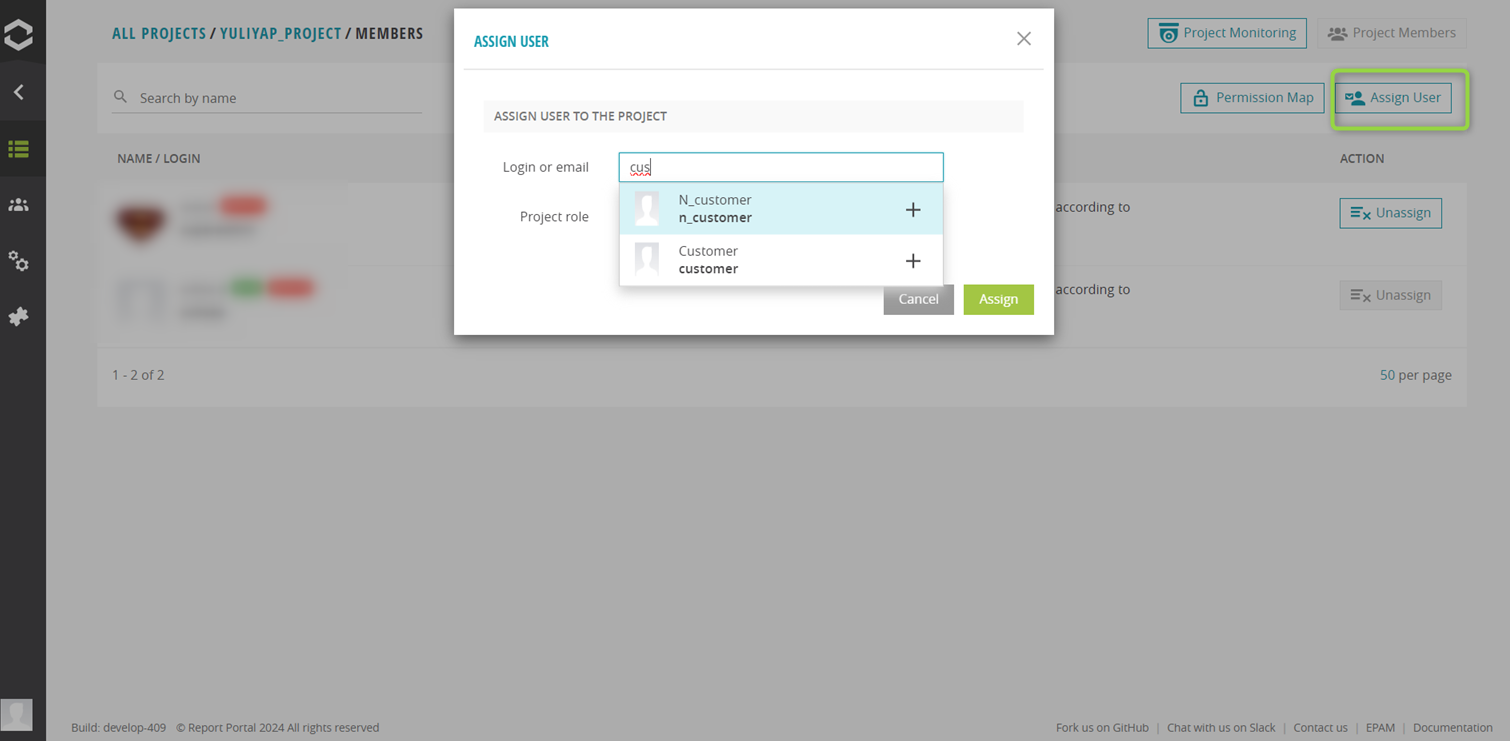 ALL PROJECTS / YULIYAP_PROJECT / MEMBERS
Project Monitoring
Project Members
Search by name
Permission Map
Assign User
NAME / LOGIN
ACTION
according to
Unassign
according to
Unassign
1 - 2 of 2
50 per page
ASSIGN USER
ASSIGN USER TO THE PROJECT
Login or email
cus
N_customer
n_customer
Project role
Customer
customer
Cancel
Assign
Build: develop-409 © Report Portal 2024 All rights reserved
Fork us on GitHub | Chat with us on Slack | Contact us | EPAM | Documentation